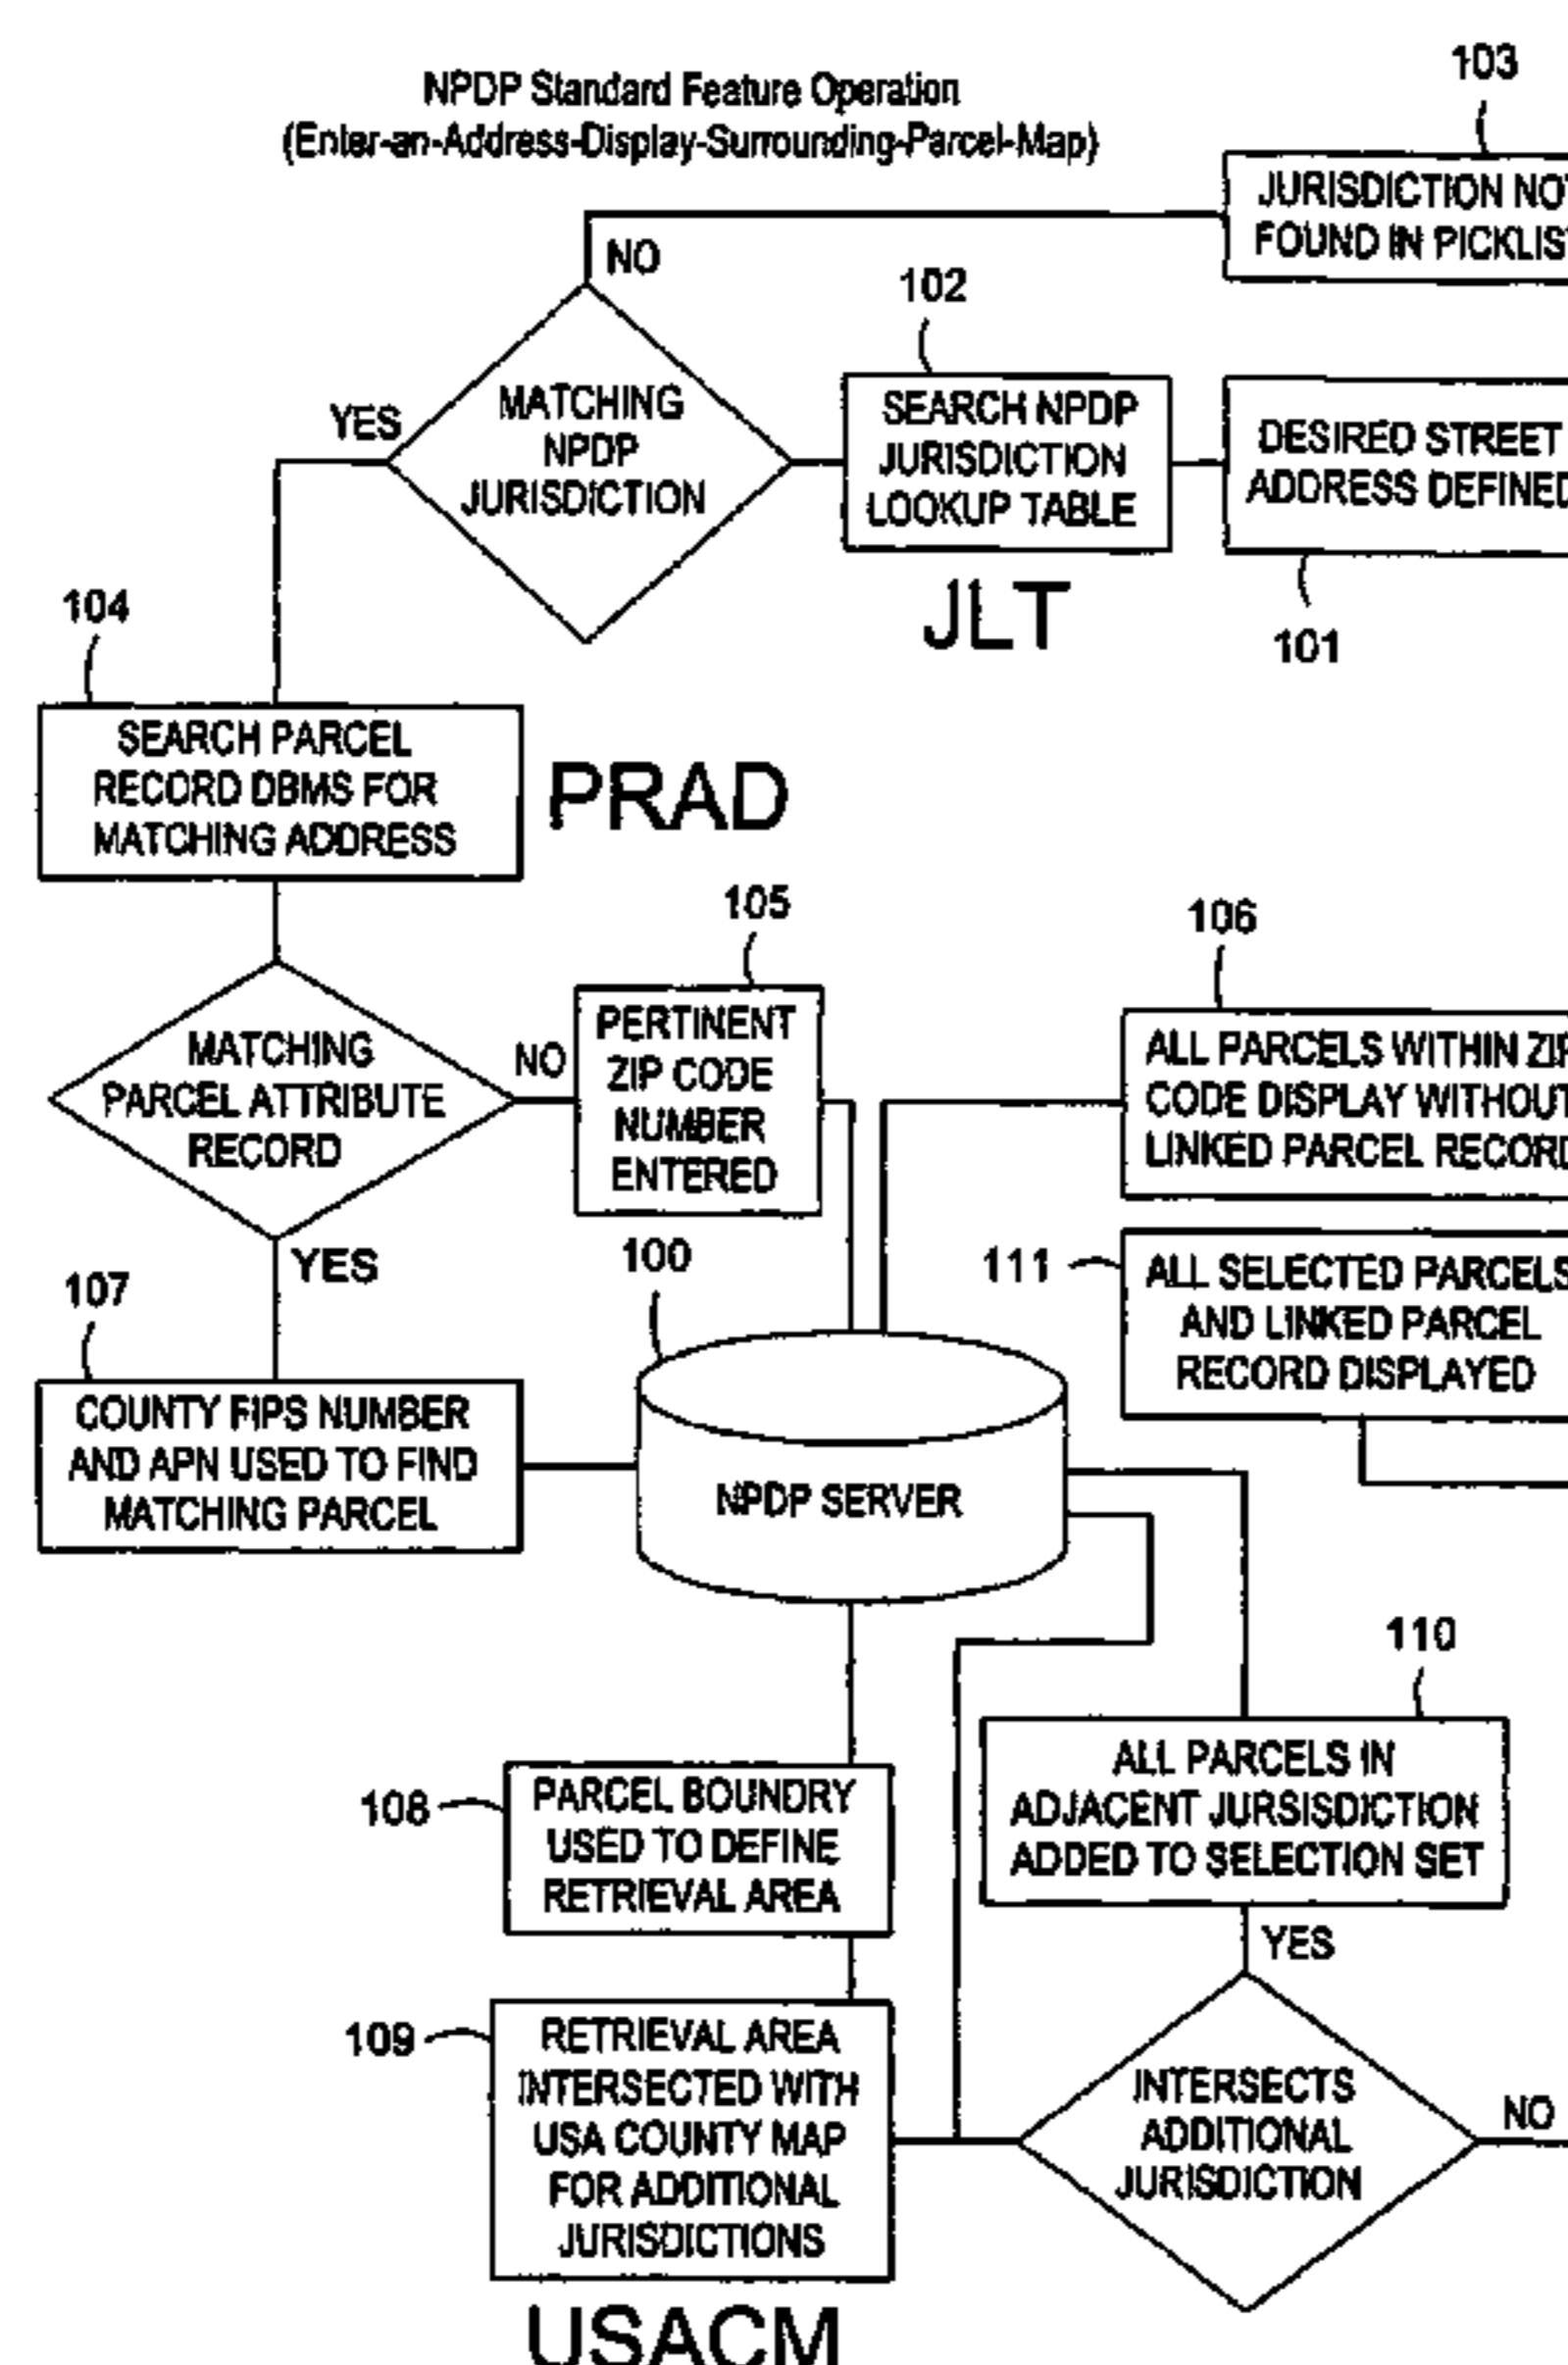 NPDP Standard Feature Operation
(Enter-an-Address-Display-Surrounding-Parcel-Map)
103
JURISDICTION NOT
FOUND IN PICKLIST
NO
102
MATCHING
NPDP
JURISDICTION
YES
SEARCH NPDP
JURISDICTION
LOOKUP TABLE
DESIRED STREET
ADDRESS DEFINED
JLT
101
104
SEARCH PARCEL
RECORD DBMS FOR
MATCHING ADDRESS
PRAD
105
106
MATCHING
PARCEL ATTRIBUTE
RECORD
NO
PERTINENT
ZIP CODE
NUMBER
ENTERED
ALL PARCELS WITHIN ZIP
CODE DISPLAY WITHOUT
LINKED PARCEL RECORD
YES
100
111
ALL SELECTED PARCELS
AND LINKED PARCEL
RECORD DISPLAYED
107
COUNTY FIPS NUMBER
AND APN USED TO FIND
MATCHING PARCEL
NPDP SERVER
110
108
PARCEL BOUNDRY
USED TO DEFINE
RETRIEVAL AREA
ALL PARCELS IN
ADJACENT JURSISDICTION
ADDED TO SELECTION SET
YES
109
RETRIEVAL AREA
INTERSECTED WITH
USA COUNTY MAP
FOR ADDITIONAL
JURISDICTIONS
INTERSECTS
ADDITIONAL
JURISDICTION
NO
USACM